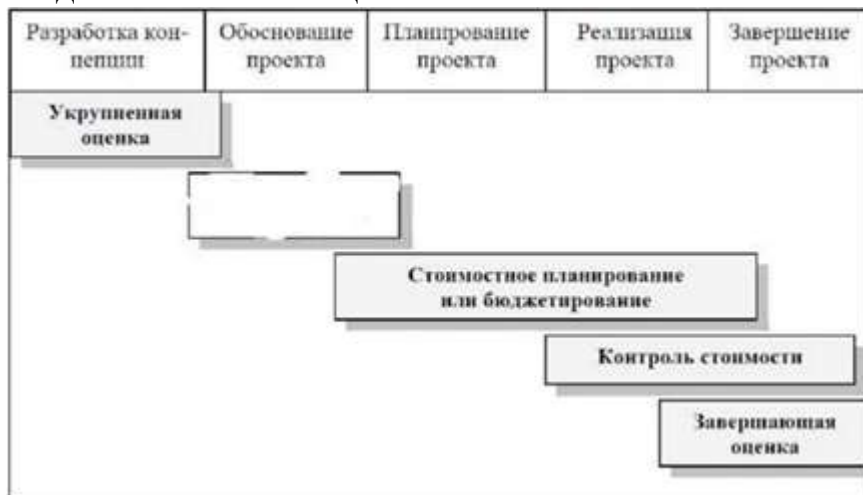 Разработка кон-
цепции
Обоснование
проекта
Планирование
проекта
Реализация
проекта
Завершение
проекта
Укрупненная
оценка
Стоимостное планирование
или бюджетирование
Контроль стоимости
Завершающая
оценка